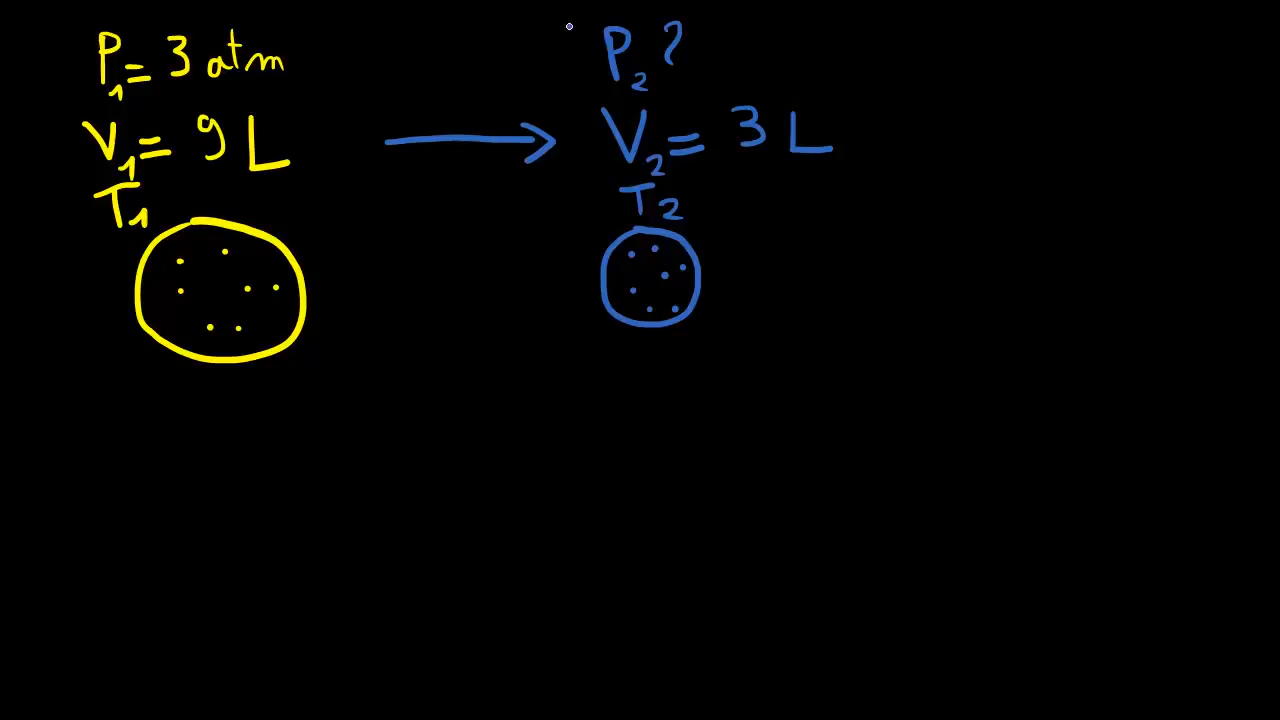 P₁ = 3 atm
V₁ = 9 L
T₁
P₂ ?
V₂ = 3 L
T₂